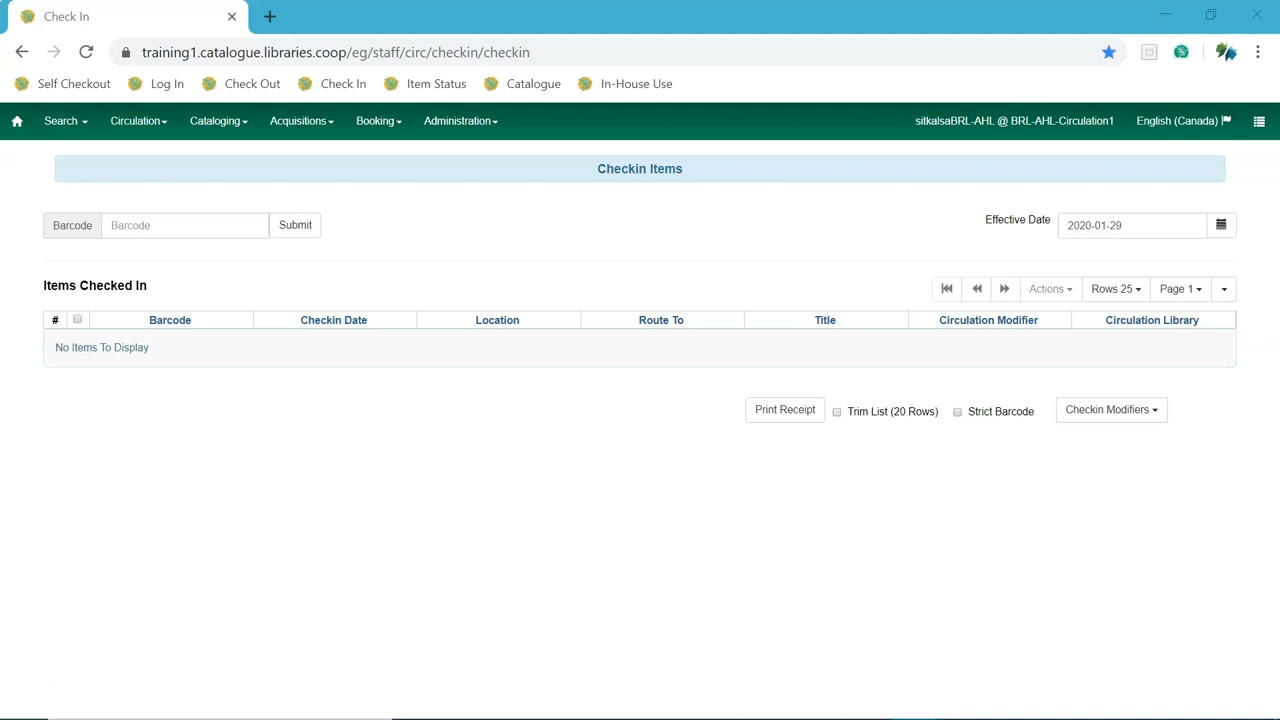 Check In
training1.catalogue.libraries.coop/eg/staff/circ/checkin/checkin
Self Checkout Log In Check Out Check In Item Status Catalogue In-House Use
Search Circulation Cataloging Acquisitions Booking Administration sitkalsaBRL-AHL @ BRL-AHL-Circulation1 English (Canada)
Checkin Items
Barcode Barcode Submit Effective Date 2020-01-29
Items Checked In Actions Rows 25 Page 1
# Barcode Checkin Date Location Route To Title Circulation Modifier Circulation Library
No Items To Display
Print Receipt Trim List (20 Rows) Strict Barcode Checkin Modifiers